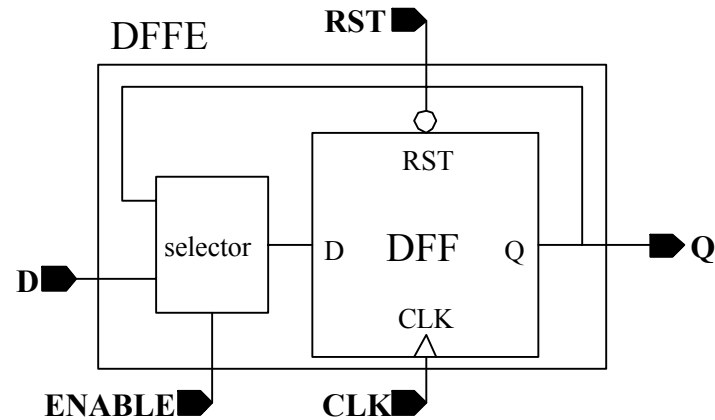 RST
DFFE
RST
selector
D
DFF
Q
D
Q
CLK
ENABLE
CLK